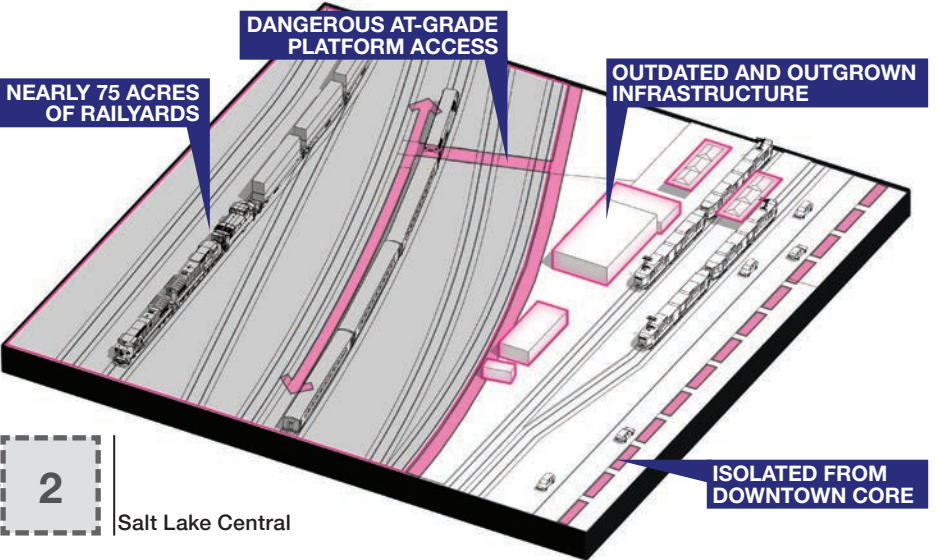 DANGEROUS AT-GRADE
PLATFORM ACCESS
NEARLY 75 ACRES
OF RAILYARDS
OUTDATED AND OUTGROWN
INFRASTRUCTURE
ISOLATED FROM
DOWNTOWN CORE
2
Salt Lake Central